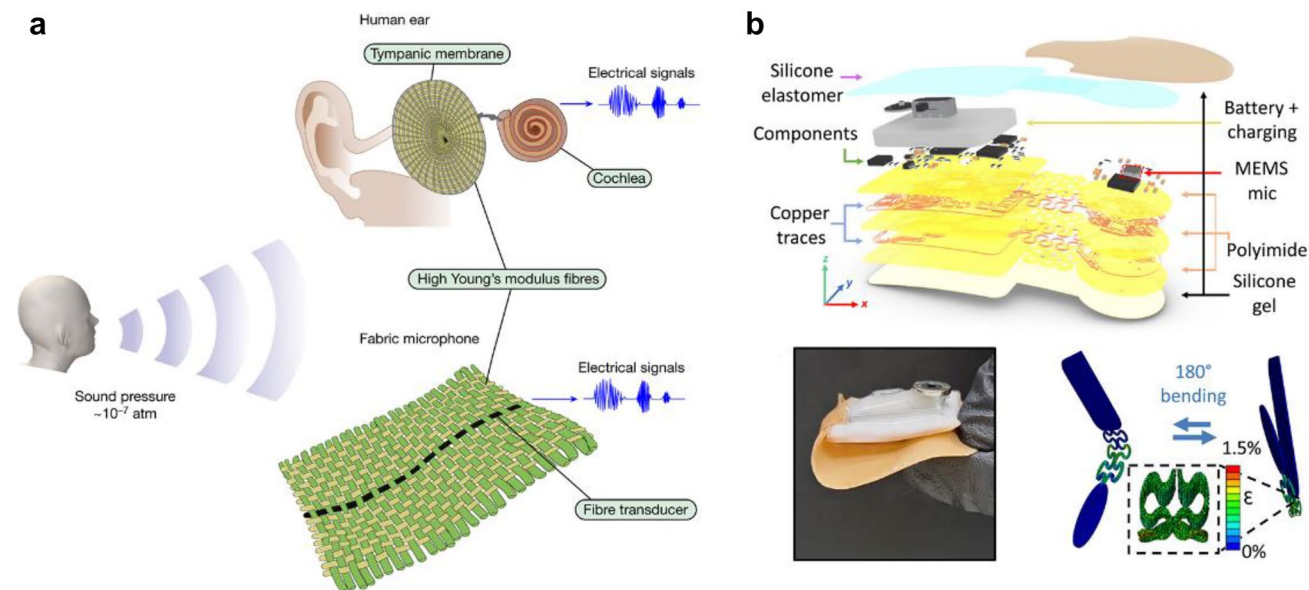 a
Human ear
Tympanic membrane
Electrical signals
Cochlea
High Young's modulus fibres
Sound pressure
~10⁻⁷ atm
Fabric microphone
Electrical signals
Fibre transducer
b
Silicone
elastomer
Components
Copper
traces
Battery +
charging
MEMS
mic
Polyimide
Silicone
gel
z
y
x
180°
bending
1.5%
ε
0%